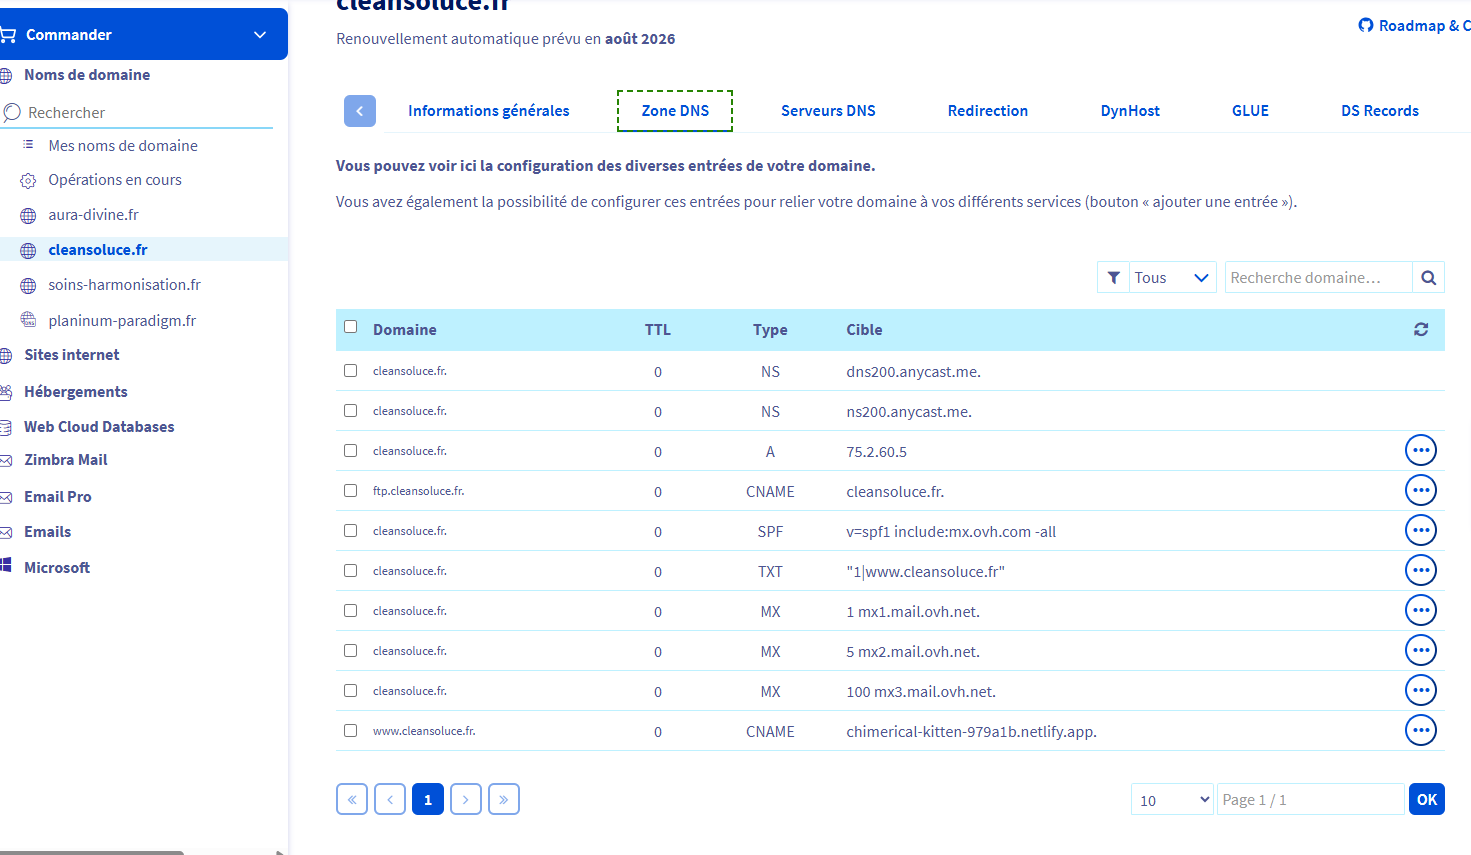 cleansoluce.fr
Renouvellement automatique prévu en août 2026
Roadmap & C
Commander
Noms de domaine
Rechercher
Mes noms de domaine
Opérations en cours
aura-divine.fr
cleansoluce.fr
soins-harmonisation.fr
planinum-paradigm.fr
Sites internet
Hébergements
Web Cloud Databases
Zimbra Mail
Email Pro
Emails
Microsoft
Informations générales Zone DNS Serveurs DNS Redirection DynHost GLUE DS Records
Vous pouvez voir ici la configuration des diverses entrées de votre domaine.
Vous avez également la possibilité de configurer ces entrées pour relier votre domaine à vos différents services (bouton « ajouter une entrée »).
Tous Recherche domaine...
Domaine TTL Type Cible
cleansoluce.fr. 0 NS dns200.anycast.me.
cleansoluce.fr. 0 NS ns200.anycast.me.
cleansoluce.fr. 0 A 75.2.60.5
ftp.cleansoluce.fr. 0 CNAME cleansoluce.fr.
cleansoluce.fr. 0 SPF v=spf1 include:mx.ovh.com -all
cleansoluce.fr. 0 TXT "1|www.cleansoluce.fr"
cleansoluce.fr. 0 MX 1 mx1.mail.ovh.net.
cleansoluce.fr. 0 MX 5 mx2.mail.ovh.net.
cleansoluce.fr. 0 MX 100 mx3.mail.ovh.net.
www.cleansoluce.fr. 0 CNAME chimerical-kitten-979a1b.netlify.app.
« ‹ 1 › » 10 Page 1 / 1 OK